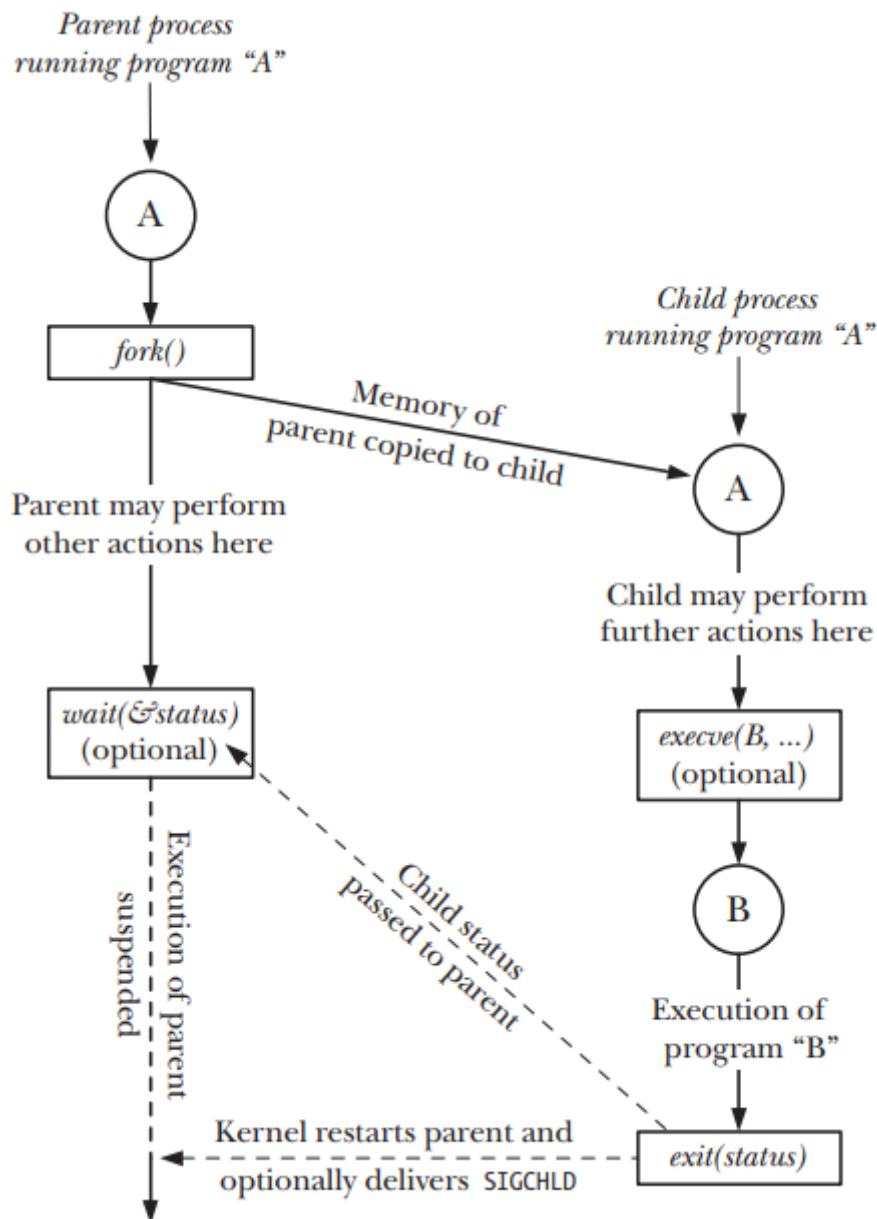 Parent process
running program “A”
A
fork()
Memory of
parent copied to child
Child process
running program “A”
A
Parent may perform
other actions here
Child may perform
further actions here
wait(&status)
(optional)
execve(B, ...)
(optional)
B
Execution of parent
suspended
Child status
passed to parent
Execution of
program “B”
Kernel restarts parent and
optionally delivers SIGCHLD
exit(status)